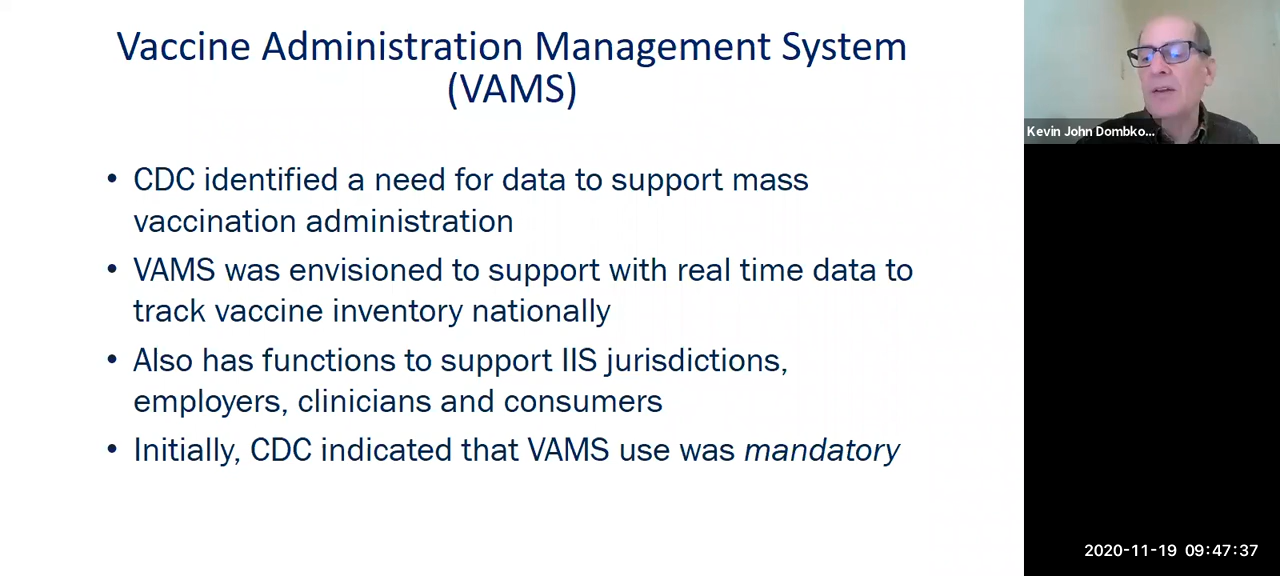 Vaccine Administration Management System
(VAMS)
• CDC identified a need for data to support mass
vaccination administration
• VAMS was envisioned to support with real time data to
track vaccine inventory nationally
• Also has functions to support IIS jurisdictions,
employers, clinicians and consumers
• Initially, CDC indicated that VAMS use was mandatory
Kevin John Dombko...
2020-11-19 09:47:37